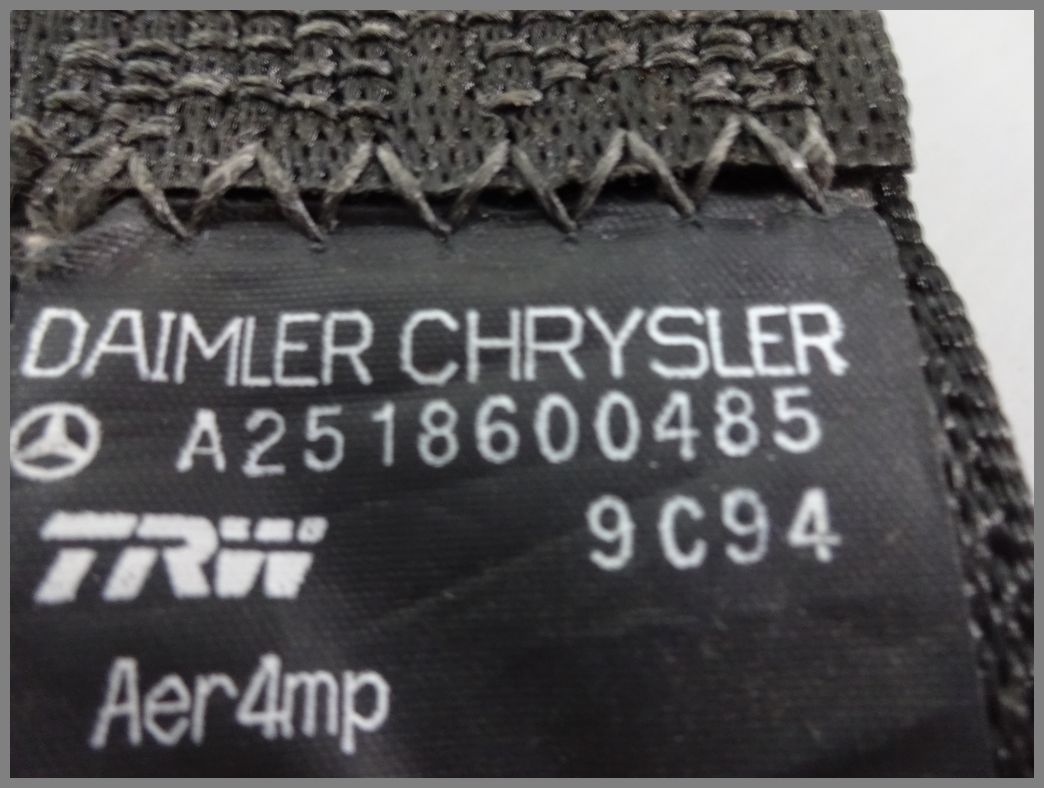 DAIMLER CHRYSLER
A2518600485
TRW 9C94
Aer4mp